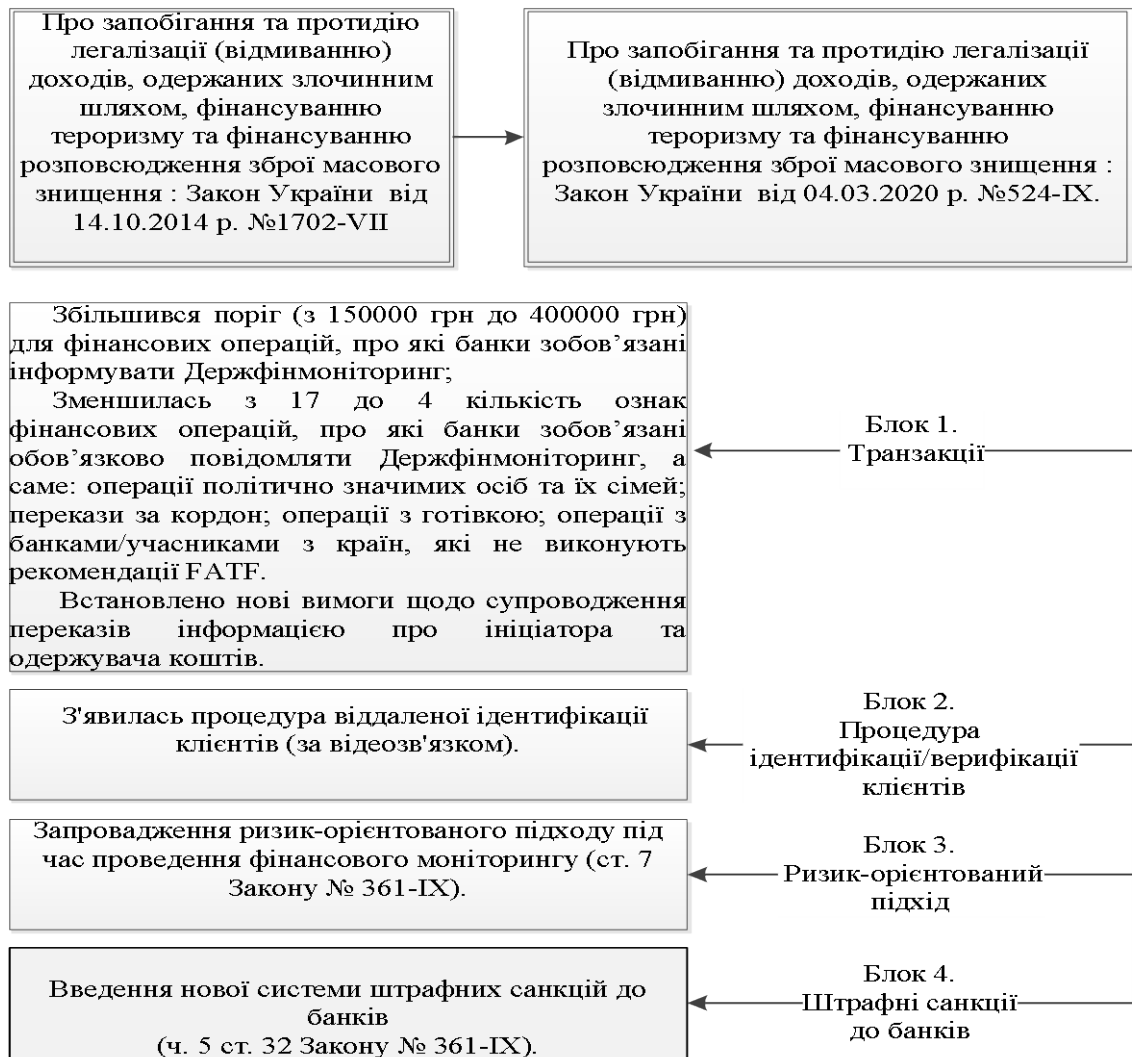 Про запобігання та протидію
легалізації (відмиванню)
доходів, одержаних злочинним
шляхом, фінансуванню
тероризму та фінансуванню
розповсюдження зброї масового
знищення : Закон України від
14.10.2014 р. №1702-VII
Про запобігання та протидію легалізації
(відмиванню) доходів, одержаних
злочинним шляхом, фінансуванню
тероризму та фінансуванню
розповсюдження зброї масового знищення :
Закон України від 04.03.2020 р. №524-IX.
Збільшився поріг (з 150000 грн до 400000 грн)
для фінансових операцій, про які банки зобов’язані
інформувати Держфінмоніторинг;
Зменшилась з 17 до 4 кількість ознак
фінансових операцій, про які банки зобов’язані
обов’язково повідомляти Держфінмоніторинг, а
саме: операції політично значимих осіб та їх сімей;
перекази за кордон; операції з готівкою; операції з
банками/учасниками з країн, які не виконують
рекомендації FATF.
Встановлено нові вимоги щодо супроводження
переказів інформацією про ініціатора та
одержувача коштів.
Блок 1.
Транзакції
З'явилась процедура віддаленої ідентифікації
клієнтів (за відеозв'язком).
Блок 2.
Процедура
ідентифікації/верифікації
клієнтів
Запровадження ризик-орієнтованого підходу під
час проведення фінансового моніторингу (ст. 7
Закону № 361-IX).
Блок 3.
Ризик-орієнтований
підхід
Введення нової системи штрафних санкцій до
банків
(ч. 5 ст. 32 Закону № 361-IX).
Блок 4.
Штрафні санкції
до банків